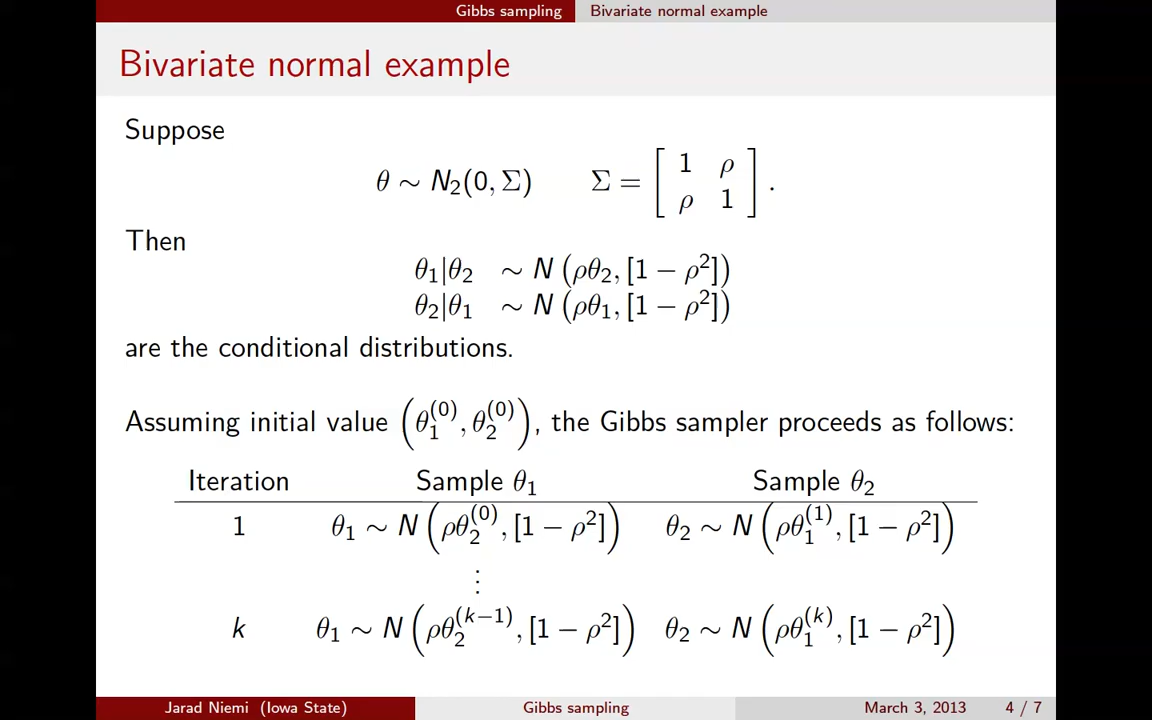 Gibbs sampling Bivariate normal example
Bivariate normal example
Suppose
θ ∼ N₂(0, Σ) Σ = [ 1 ρ
ρ 1 ] .
Then
θ₁|θ₂ ∼ N (ρθ₂, [1 − ρ²])
θ₂|θ₁ ∼ N (ρθ₁, [1 − ρ²])
are the conditional distributions.
Assuming initial value (θ₁⁽⁰⁾, θ₂⁽⁰⁾), the Gibbs sampler proceeds as follows:
Iteration Sample θ₁ Sample θ₂
1 θ₁ ∼ N (ρθ₂⁽⁰⁾, [1 − ρ²]) θ₂ ∼ N (ρθ₁⁽¹⁾, [1 − ρ²])
⋮
k θ₁ ∼ N (ρθ₂⁽ᵏ⁻¹⁾, [1 − ρ²]) θ₂ ∼ N (ρθ₁⁽ᵏ⁾, [1 − ρ²])
Jarad Niemi (Iowa State) Gibbs sampling March 3, 2013 4 / 7